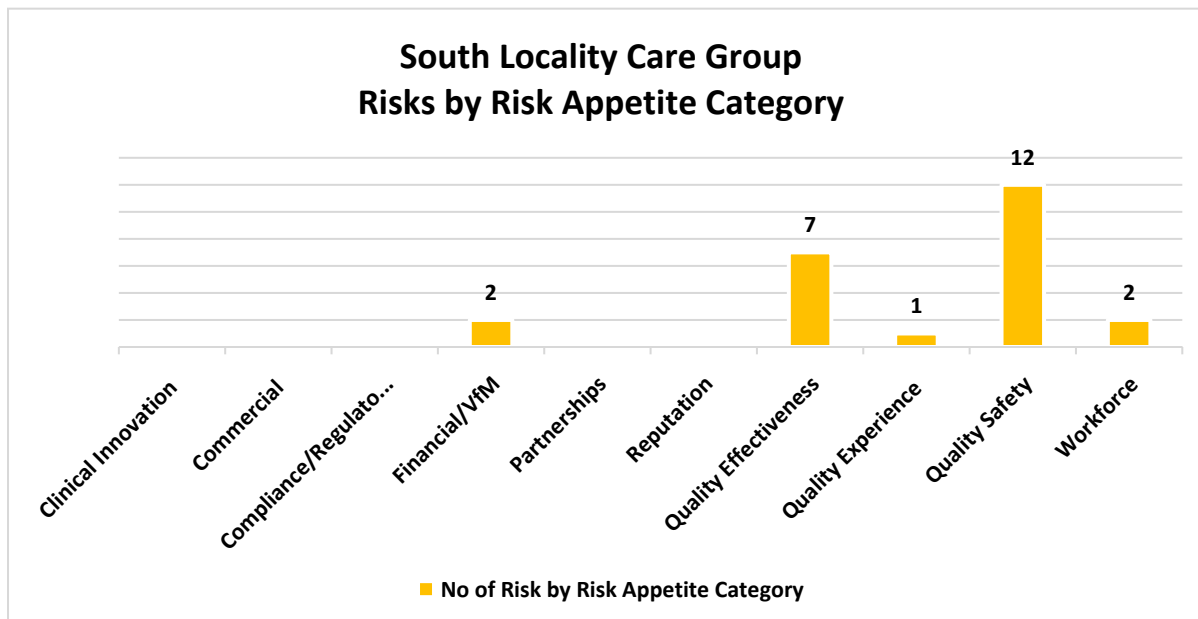 South Locality Care Group
Risks by Risk Appetite Category
12
7
2
1
2
Clinical Innovation
Commercial
Compliance/Regulato...
Financial/VfM
Partnerships
Reputation
Quality Effectiveness
Quality Experience
Quality Safety
Workforce
No of Risk by Risk Appetite Category